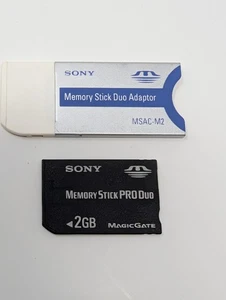 SONY
Memory Stick Duo Adaptor
MSAC-M2
SONY
MEMORY STICK PRO DUO
2GB MAGICGATE